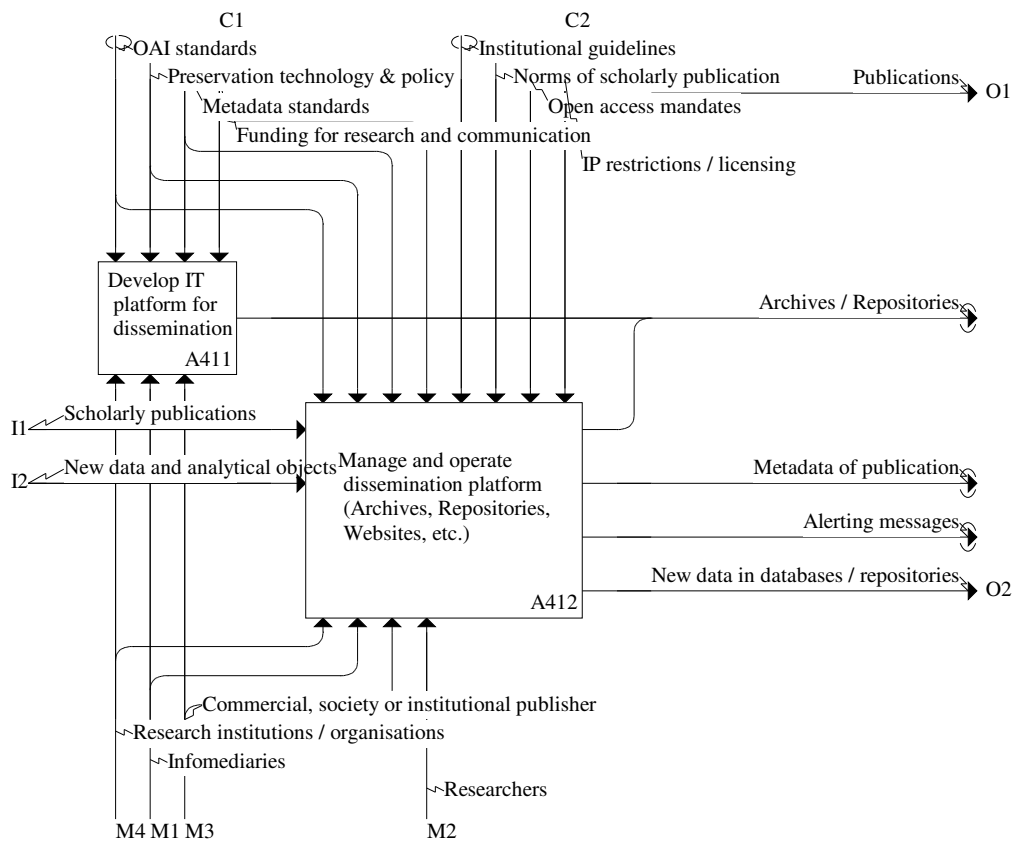 C1 C2
OAI standards Institutional guidelines
Preservation technology & policy Norms of scholarly publication Publications
O1
Metadata standards Open access mandates
Funding for research and communication
IP restrictions / licensing
Develop IT
platform for
dissemination
A411
Archives / Repositories
Scholarly publications
I1
New data and analytical objects
I2
Manage and operate
dissemination platform
(Archives, Repositories,
Websites, etc.)
A412
Metadata of publication
Alerting messages
New data in databases / repositories
O2
Commercial, society or institutional publisher
Research institutions / organisations
Infomediaries
Researchers
M4 M1 M3 M2